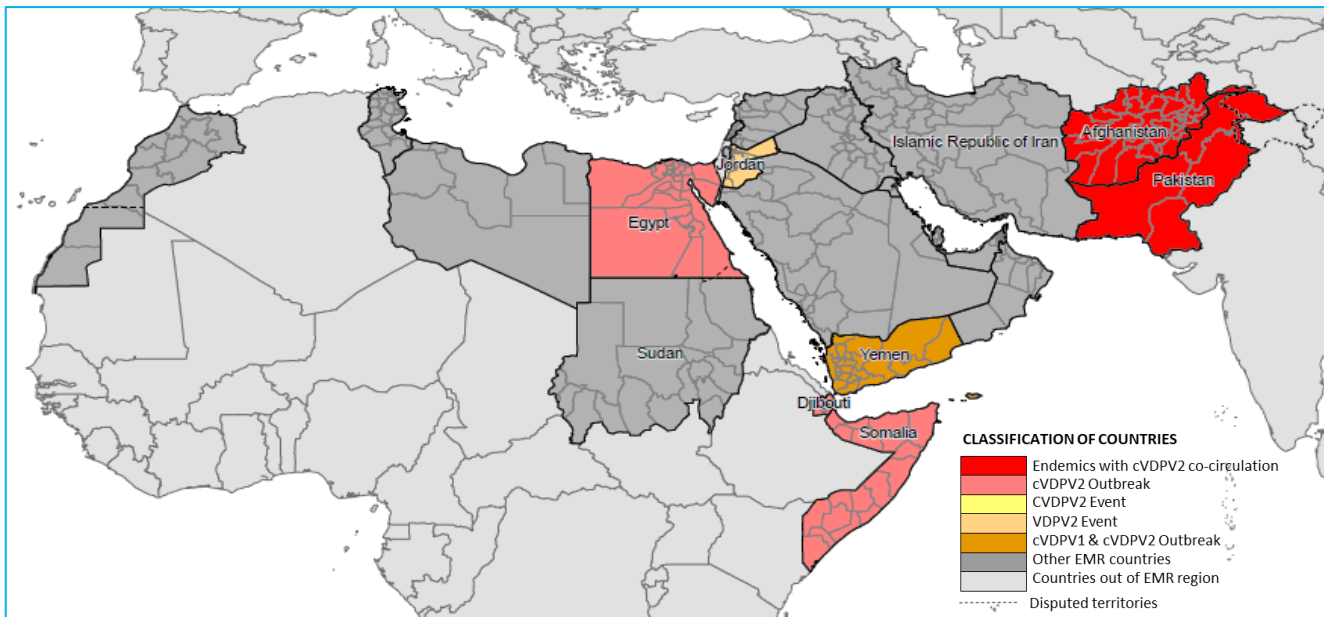 Afghanistan
Islamic Republic of Iran
Jordan
Pakistan
Egypt
Sudan
Yemen
Djibouti
Somalia
CLASSIFICATION OF COUNTRIES
Endemics with cVDPV2 co-circulation
cVDPV2 Outbreak
CVDPV2 Event
VDPV2 Event
cVDPV1 & cVDPV2 Outbreak
Other EMR countries
Countries out of EMR region
Disputed territories